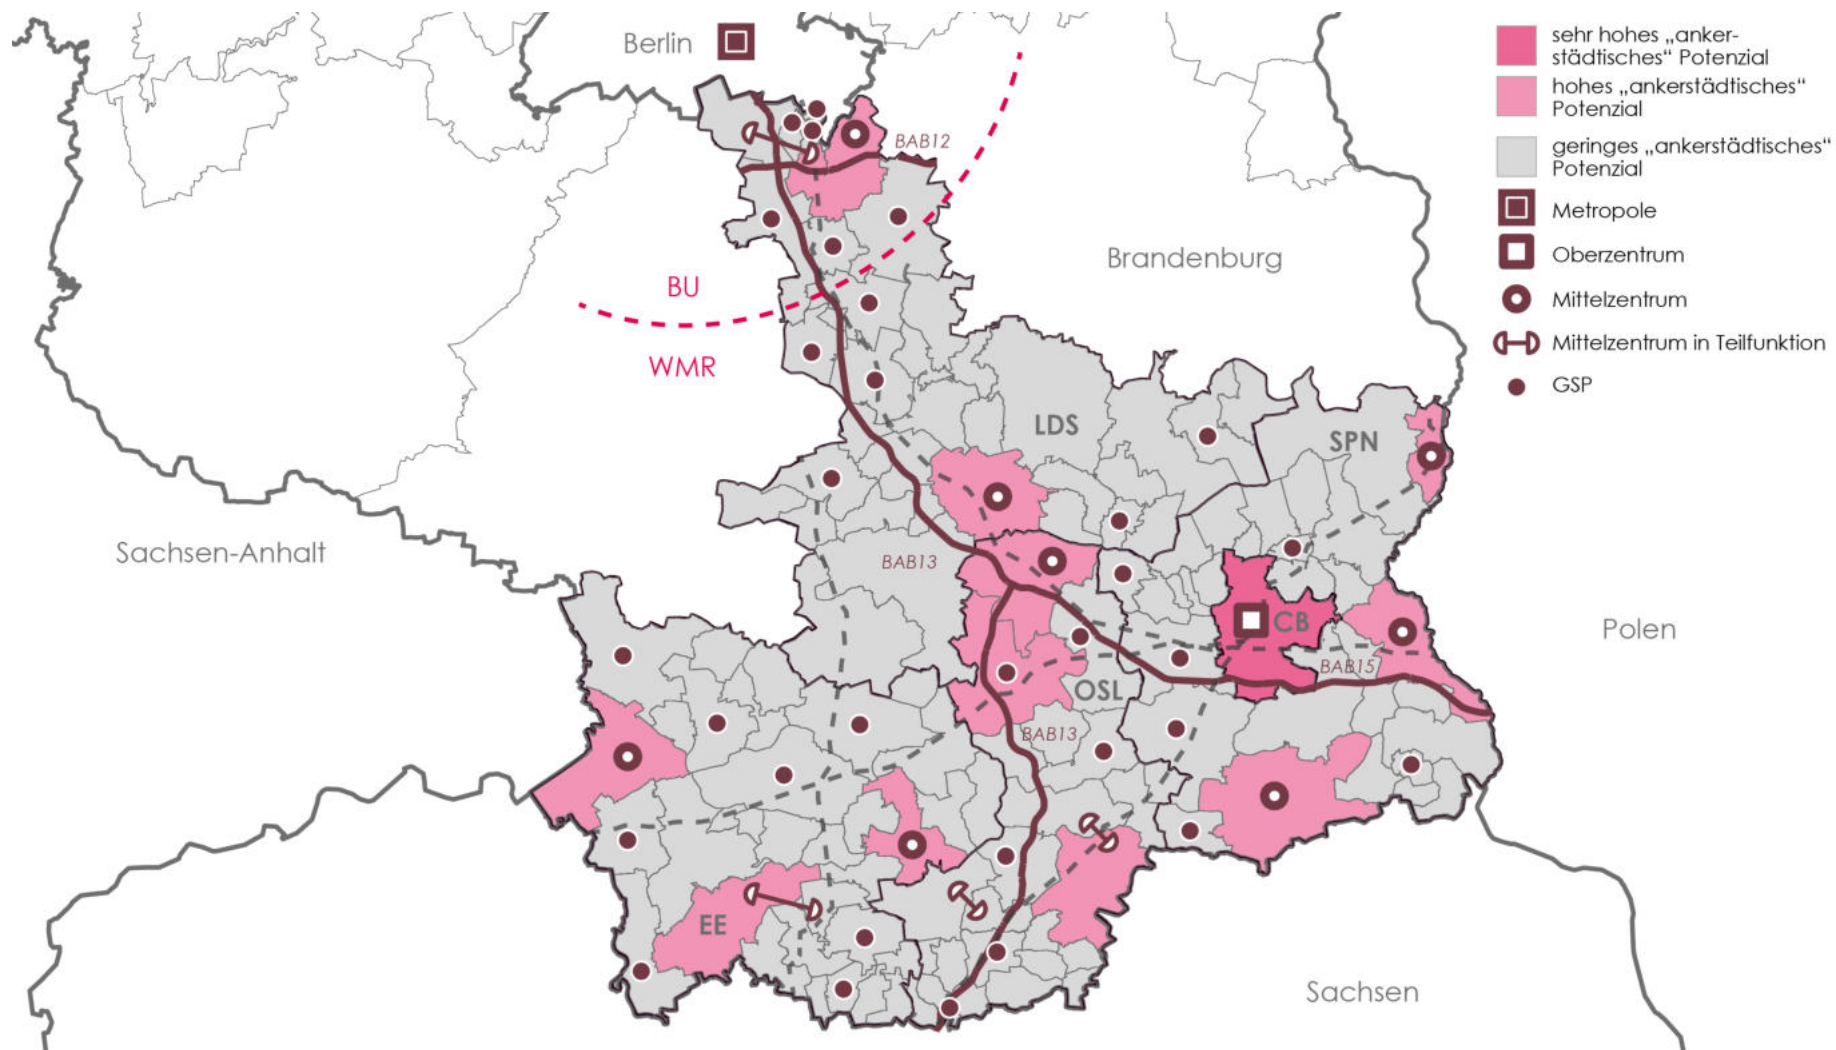 Berlin
BAB12
BU
WMR
Brandenburg
LDS
SPN
Sachsen-Anhalt
BAB13
CB
BAB15
Polen
OSL
BAB13
EE
Sachsen
sehr hohes „anker-
städtisches“ Potenzial
hohes „ankerstädtisches“
Potenzial
geringes „ankerstädtisches“
Potenzial
Metropole
Oberzentrum
Mittelzentrum
Mittelzentrum in Teilfunktion
GSP